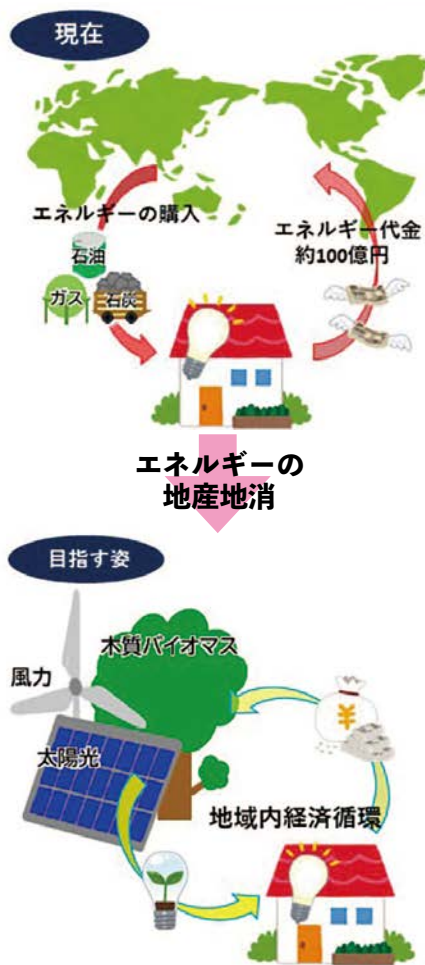 現在
エネルギーの購入
石油
ガス
石炭
エネルギー代金
約100億円
エネルギーの
地産地消
目指す姿
木質バイオマス
風力
太陽光
¥
地域内経済循環